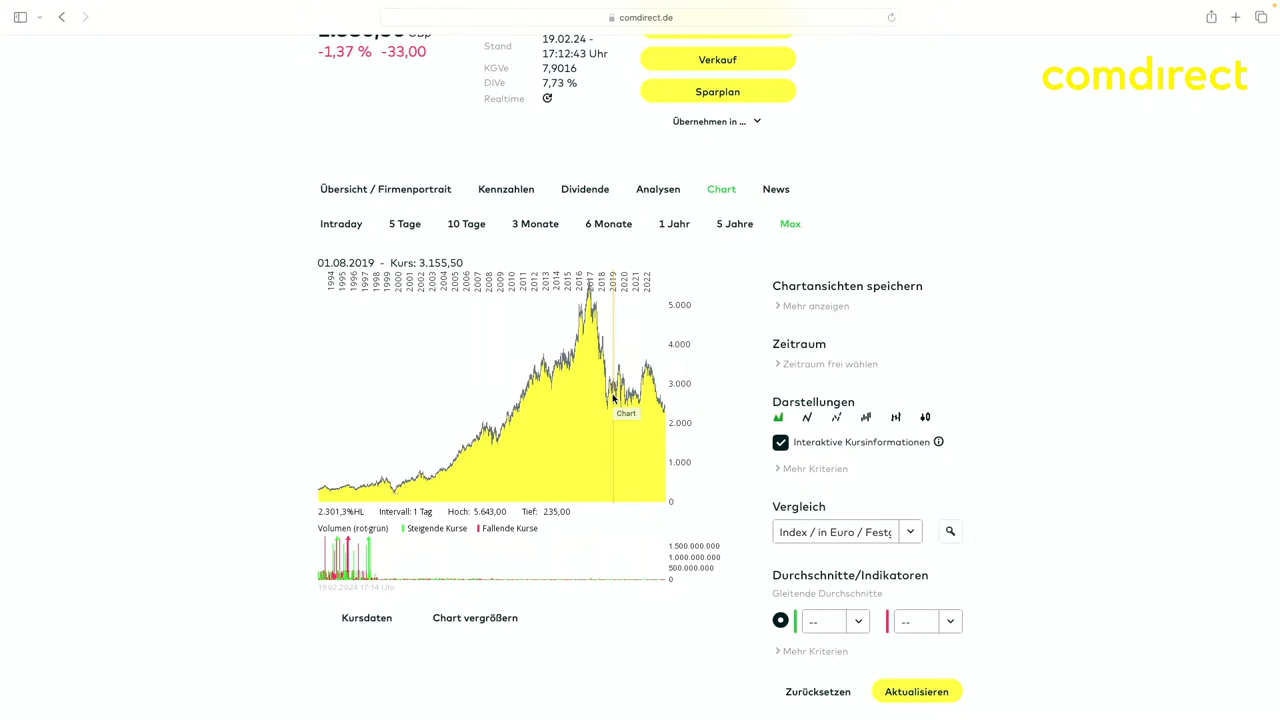 comdirect.de
-1,37 % -33,00
Stand
19.02.24 -
17:12:43 Uhr
KGVe
7,9016
DIVe
7,73 %
Realtime
Verkauf
Sparplan
Übernehmen in ...
comdirect
Übersicht / Firmenportrait Kennzahlen Dividende Analysen Chart News
Intraday 5 Tage 10 Tage 3 Monate 6 Monate 1 Jahr 5 Jahre Max
01.08.2019 - Kurs: 3.155,50
1994 1995 1996 1997 1998 1999 2000 2001 2002 2003 2004 2005 2006 2007 2008 2009 2010 2011 2012 2013 2014 2015 2016 2017 2018 2019 2020 2021 2022
5.000
4.000
3.000
2.000
1.000
0
Chart
2.301,3%HL Intervall: 1 Tag Hoch: 5.643,00 Tief: 235,00
Volumen (rot-grün) Steigende Kurse Fallende Kurse
1.500.000.000
1.000.000.000
500.000.000
0
19.02.2024 17:14 Uhr
Kursdaten Chart vergrößern
Chartansichten speichern
Mehr anzeigen
Zeitraum
Zeitraum frei wählen
Darstellungen
Interaktive Kursinformationen
Mehr Kriterien
Vergleich
Index / in Euro / Festg
Durchschnitte/Indikatoren
Gleitende Durchschnitte
-- --
Mehr Kriterien
Zurücksetzen Aktualisieren